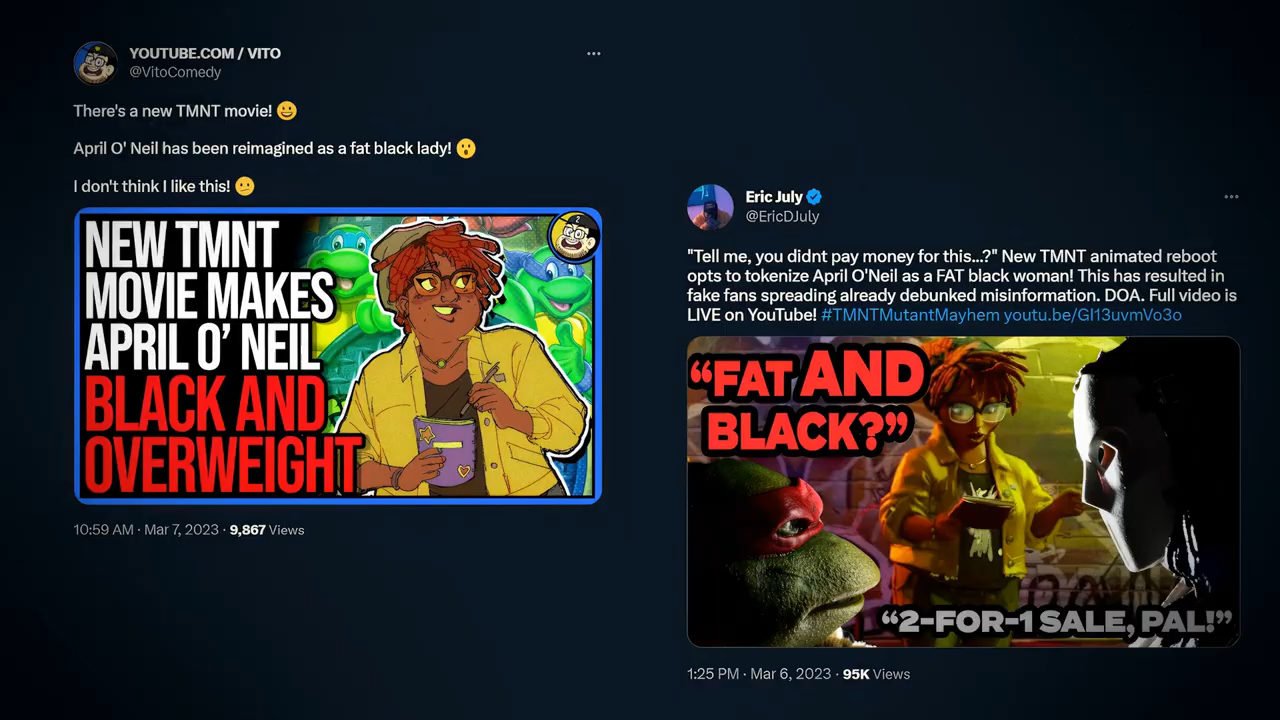 YOUTUBE.COM / VITO
@VitoComedy
There's a new TMNT movie! 😀
April O' Neil has been reimagined as a fat black lady! 😮
I don't think I like this! 🫤
NEW TMNT
MOVIE MAKES
APRIL O' NEIL
BLACK AND
OVERWEIGHT
10:59 AM · Mar 7, 2023 · 9,867 Views
Eric July
@EricDJuly
"Tell me, you didnt pay money for this...?" New TMNT animated reboot
opts to tokenize April O'Neil as a FAT black woman! This has resulted in
fake fans spreading already debunked misinformation. DOA. Full video is
LIVE on YouTube! #TMNTMutantMayhem youtu.be/GI13uvmVo3o
“FAT AND
BLACK?”
“2-FOR-1 SALE, PAL!”
1:25 PM · Mar 6, 2023 · 95K Views